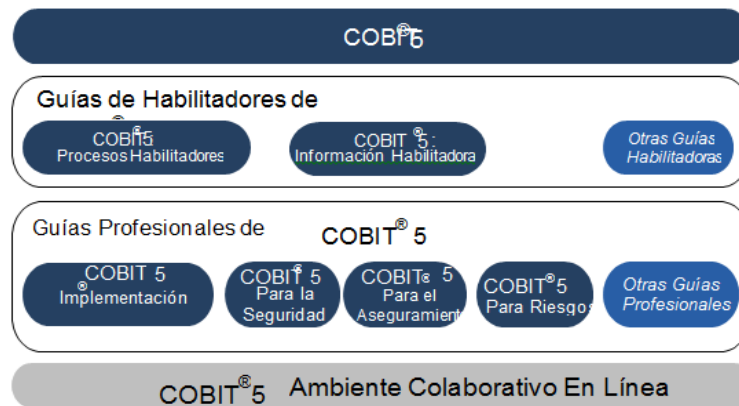 COBIT®5
Guías de Habilitadores de
®
COBIT®5:
Procesos Habilitadores
COBIT ®5:
Información Habilitadora
Otras Guías
Habilitadoras
Guías Profesionales de COBIT® 5
COBIT 5
®
Implementación
COBIT® 5
Para la
Seguridad
COBIT® 5
Para el
Aseguramient
COBIT®5
Para Riesgos
Otras Guías
Profesionales
COBIT®5 Ambiente Colaborativo En Línea